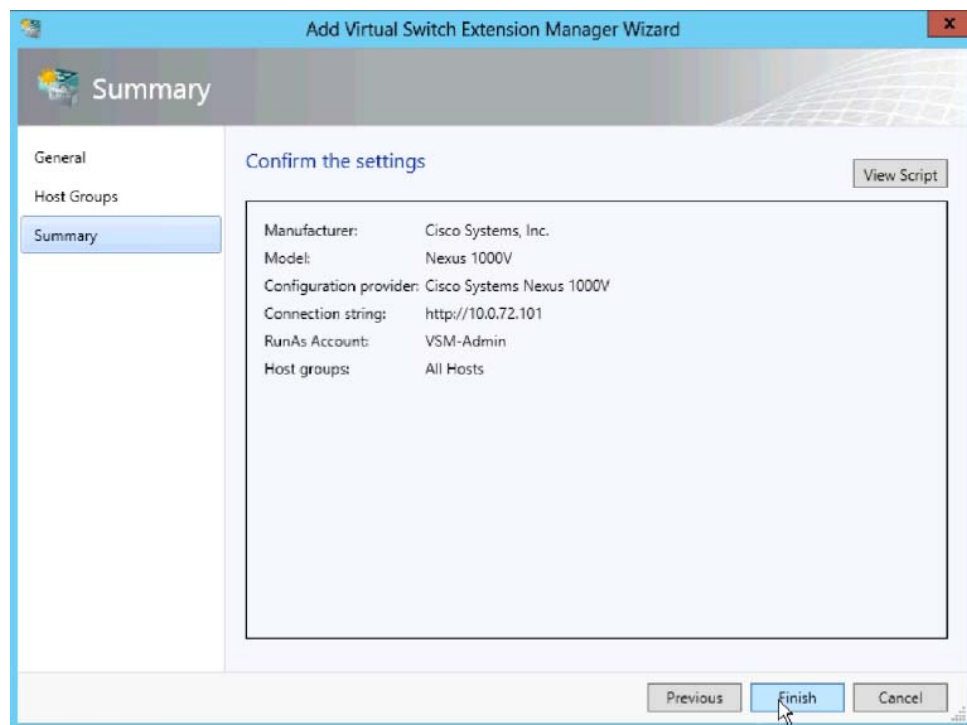 Add Virtual Switch Extension Manager Wizard
x
Summary
General
Host Groups
Summary
Confirm the settings
View Script
Manufacturer: Cisco Systems, Inc.
Model: Nexus 1000V
Configuration provider: Cisco Systems Nexus 1000V
Connection string: http://10.0.72.101
RunAs Account: VSM-Admin
Host groups: All Hosts
Previous
Finish
Cancel